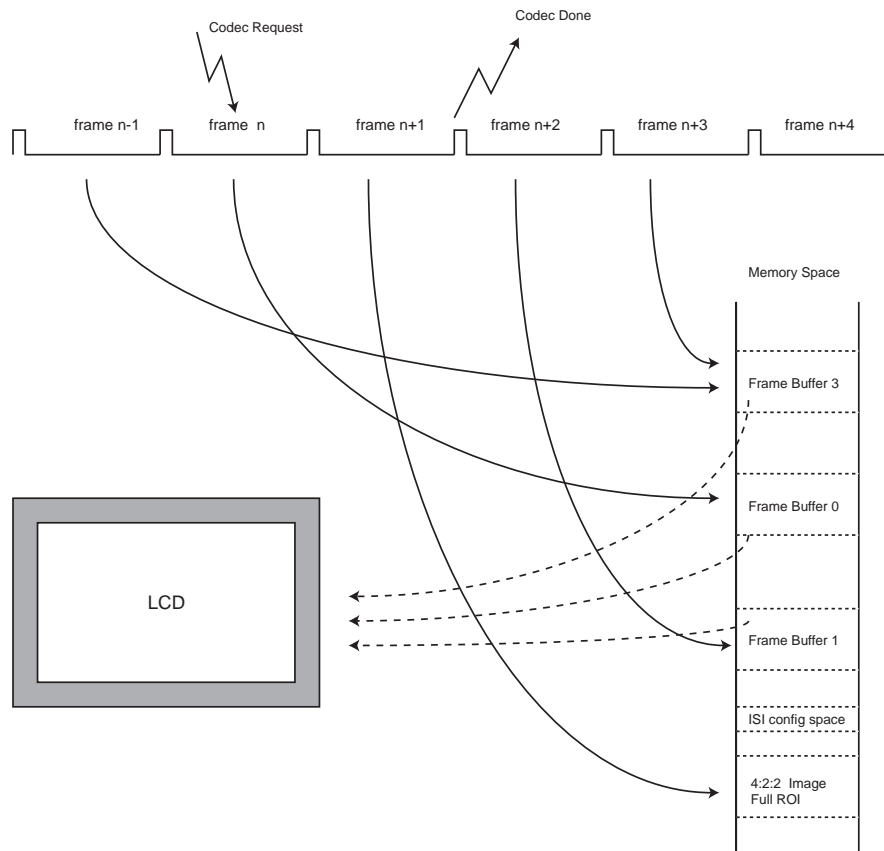 Codec Request
Codec Done
frame n-1
frame n
frame n+1
frame n+2
frame n+3
frame n+4
Memory Space
Frame Buffer 3
Frame Buffer 0
LCD
Frame Buffer 1
ISI config space
4:2:2 Image
Full ROI